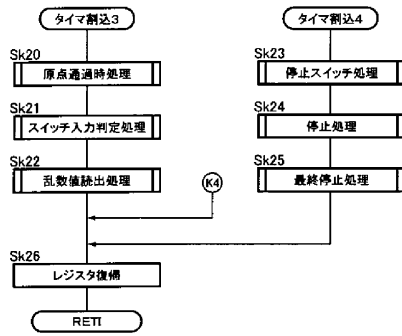 タイマ割込3
Sk20
原点通過時処理
Sk21
スイッチ入力判定処理
Sk22
乱数値読出処理
タイマ割込4
Sk23
停止スイッチ処理
Sk24
停止処理
Sk25
最終停止処理
K4
Sk26
レジスタ復帰
RETI